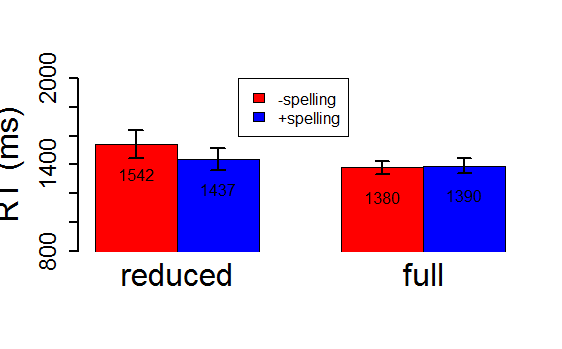 2000
1400
800
RT (ms)
-spelling
+spelling
1542
1437
1380
1390
reduced
full